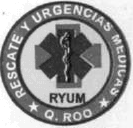 RESCATE Y URGENCIAS MEDICAS
RYUM
Q. ROO